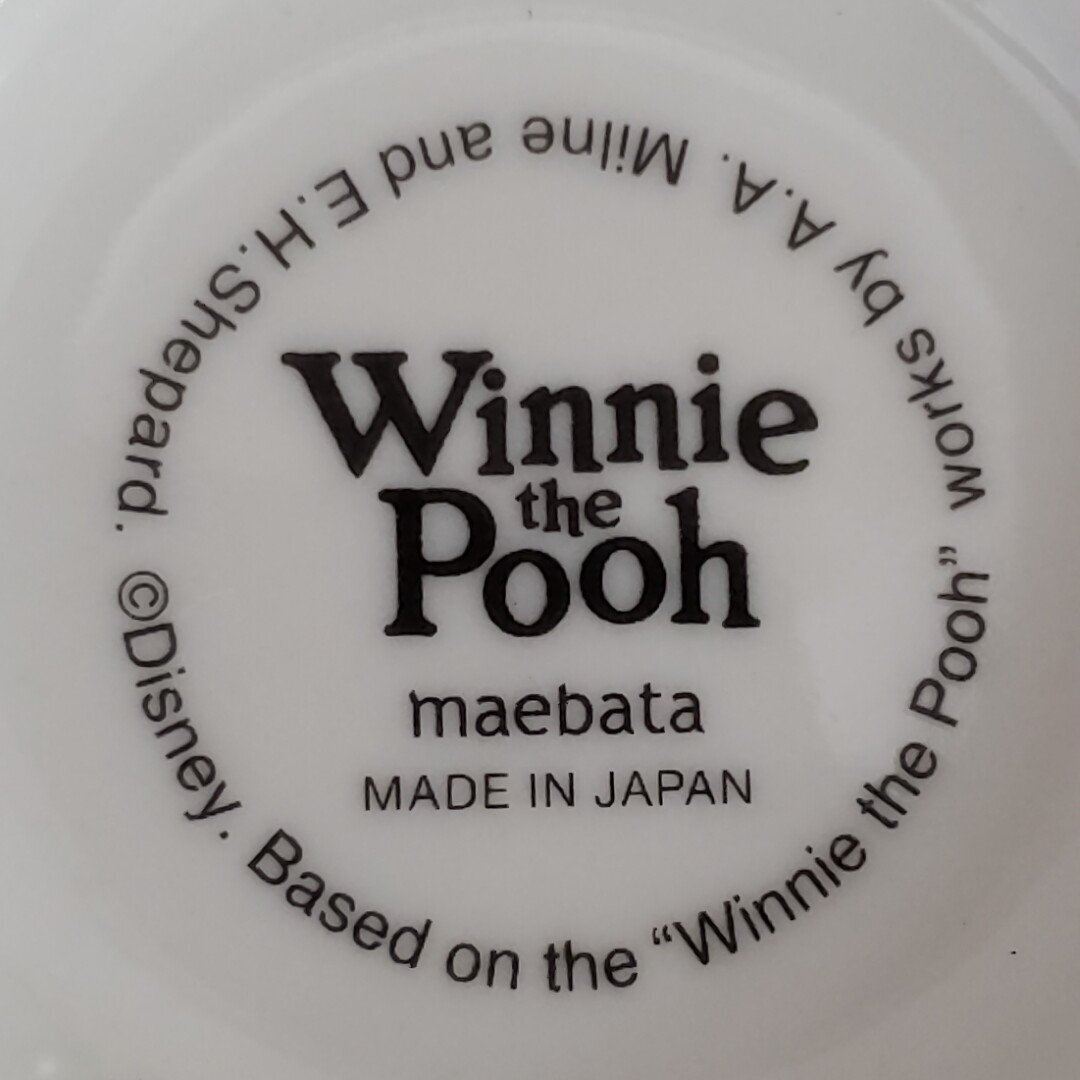 Winnie
the
Pooh
maebata
MADE IN JAPAN
©Disney. Based on the “Winnie the Pooh” works by A.A. Milne and E.H.Shepard.